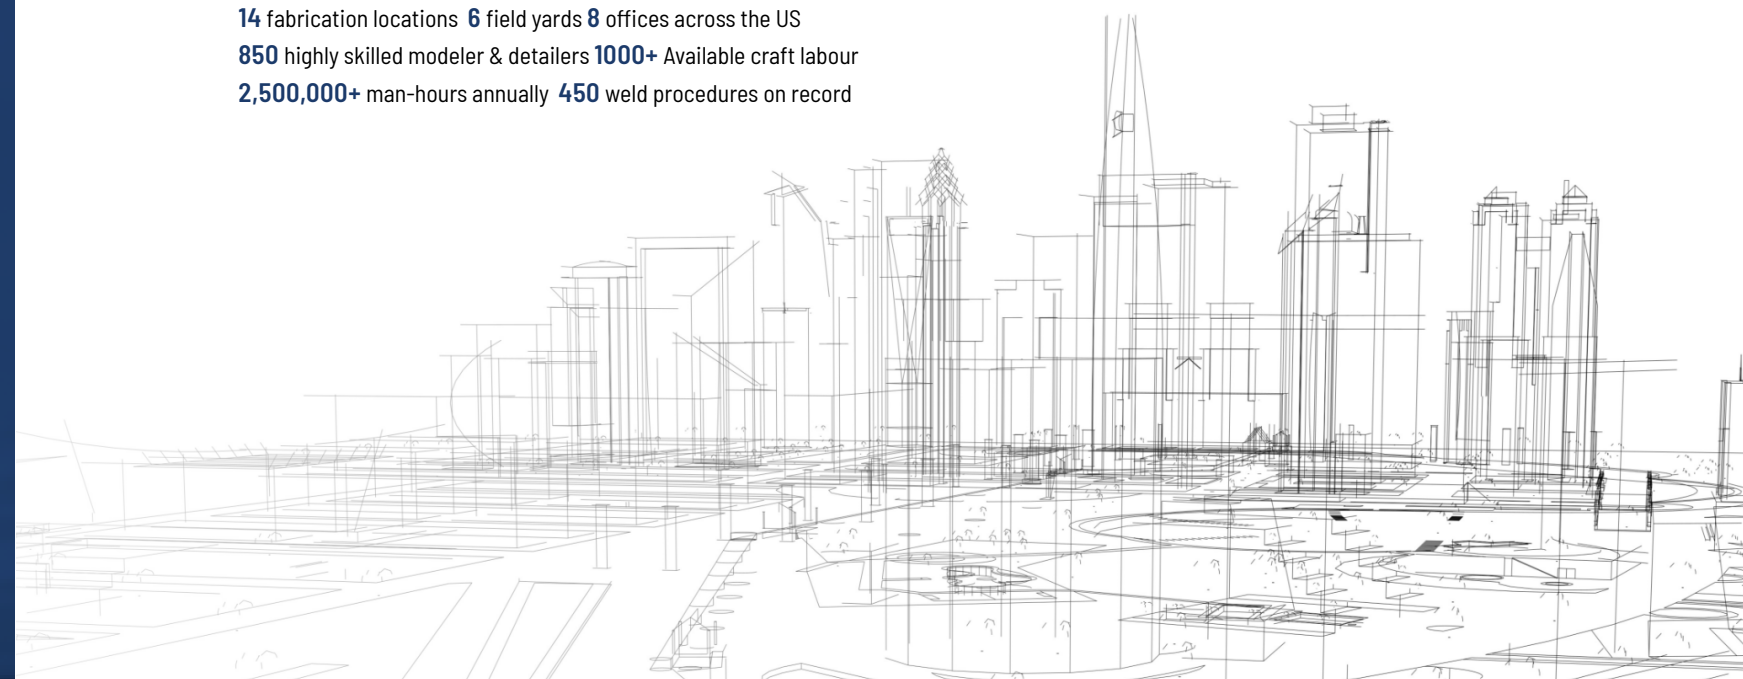 14 fabrication locations 6 field yards 8 offices across the US
850 highly skilled modeler & detailers 1000+ Available craft labour
2,500,000+ man-hours annually 450 weld procedures on record